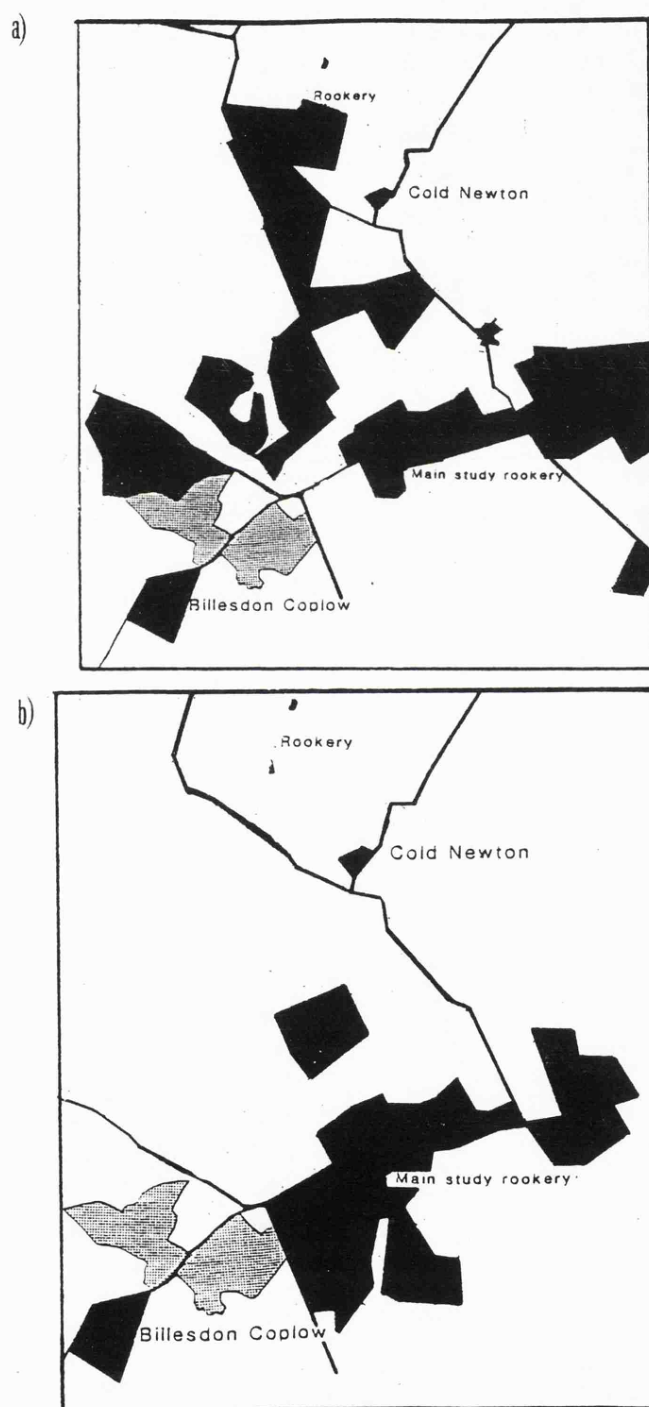 a)
Rookery
Cold Newton
Main study rookery
Billesdon Coplow
b)
Rookery
Cold Newton
Main study rookery
Billesdon Coplow